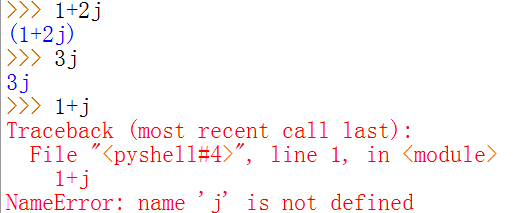 >>> 1+2j
(1+2j)
>>> 3j
3j
>>> 1+j
Traceback (most recent call last):
  File "<pyshell#4>", line 1, in <module>
    1+j
NameError: name 'j' is not defined